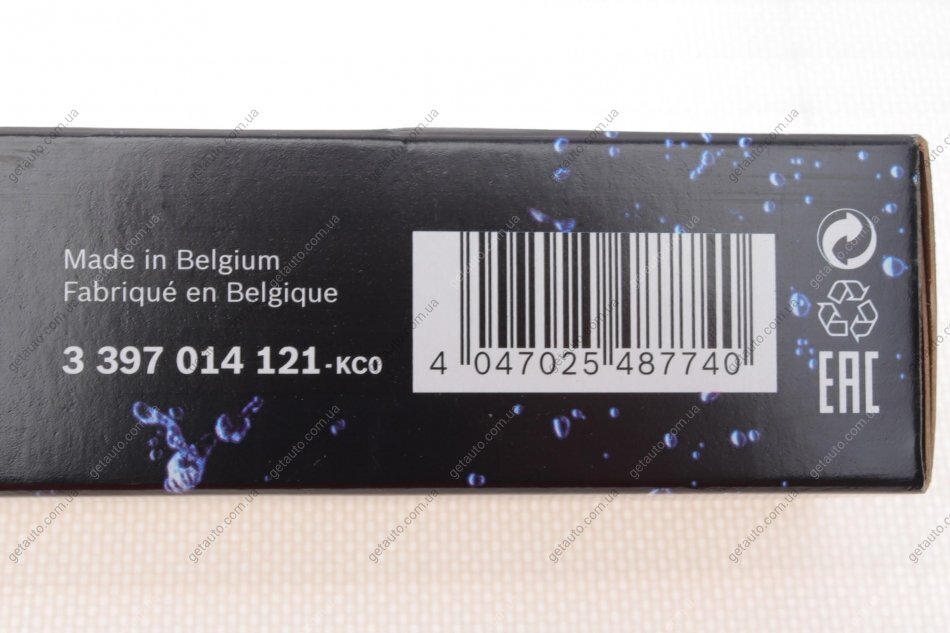 Made in Belgium
Fabriqué en Belgique
3 397 014 121-KC0
4 047025 487740
EAC
getauto.com.ua